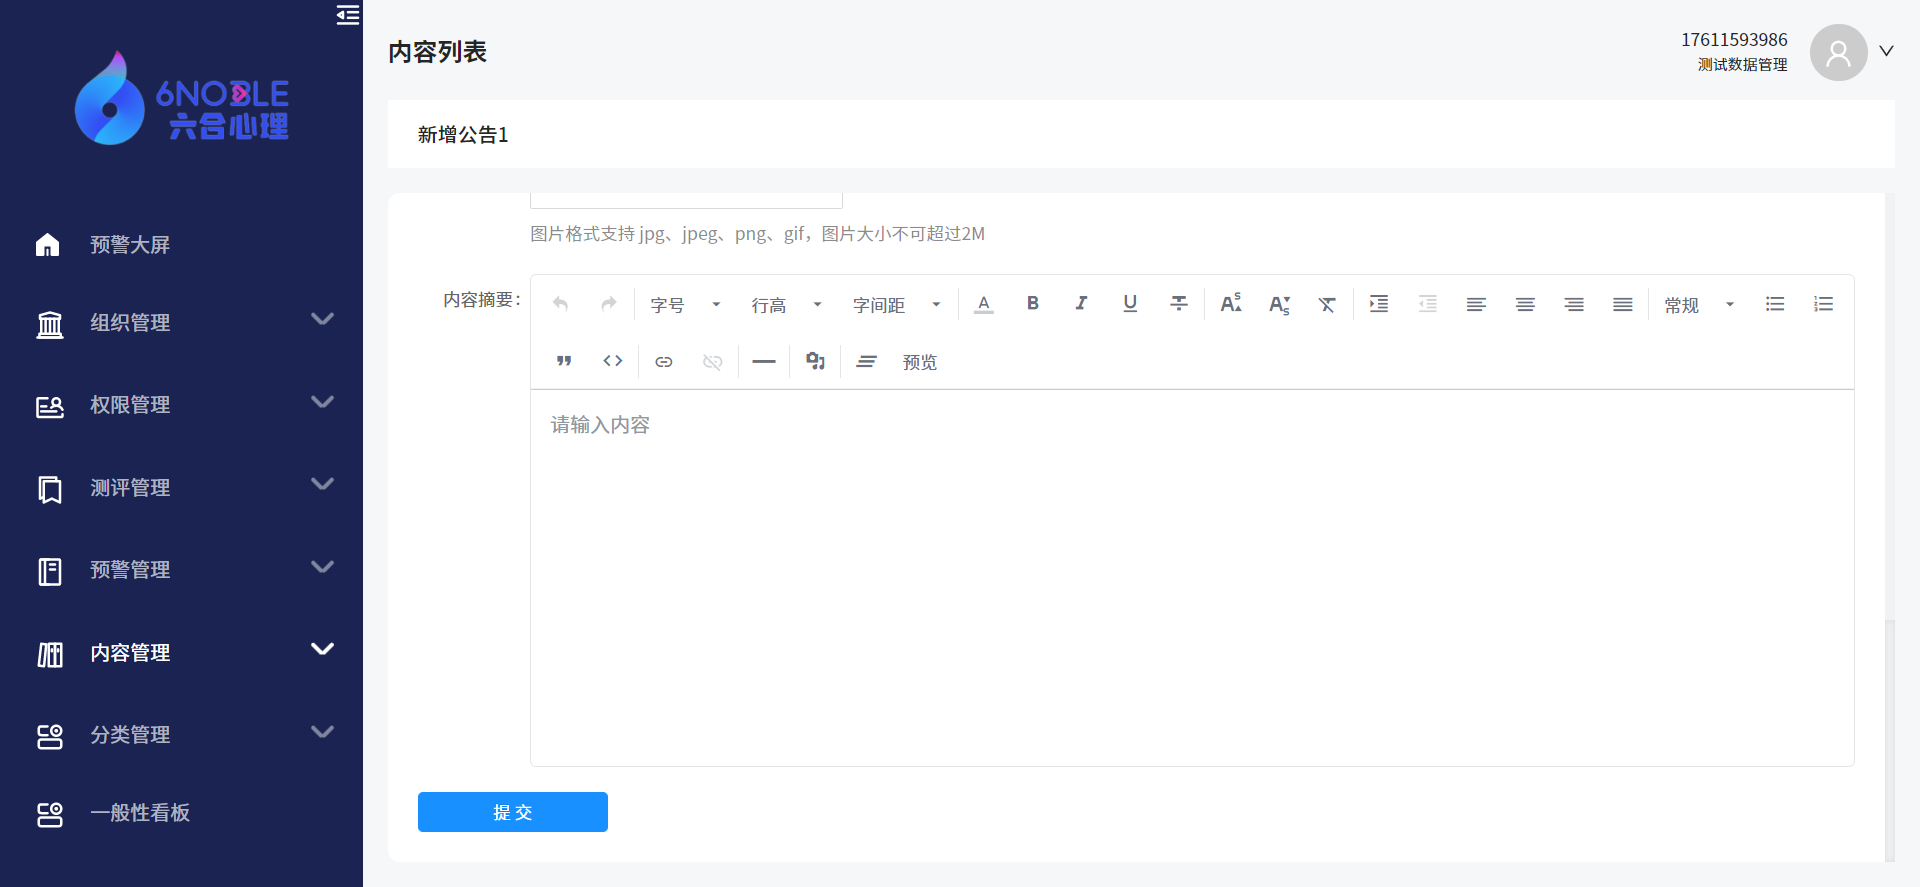 6NOBLE
六合心理
预警大屏
组织管理
权限管理
测评管理
预警管理
内容管理
分类管理
一般性看板
内容列表
17611593986
测试数据管理
新增公告1
图片格式支持 jpg、jpeg、png、gif，图片大小不可超过2M
内容摘要：
字号 行高 字间距 常规
预览
请输入内容
提 交